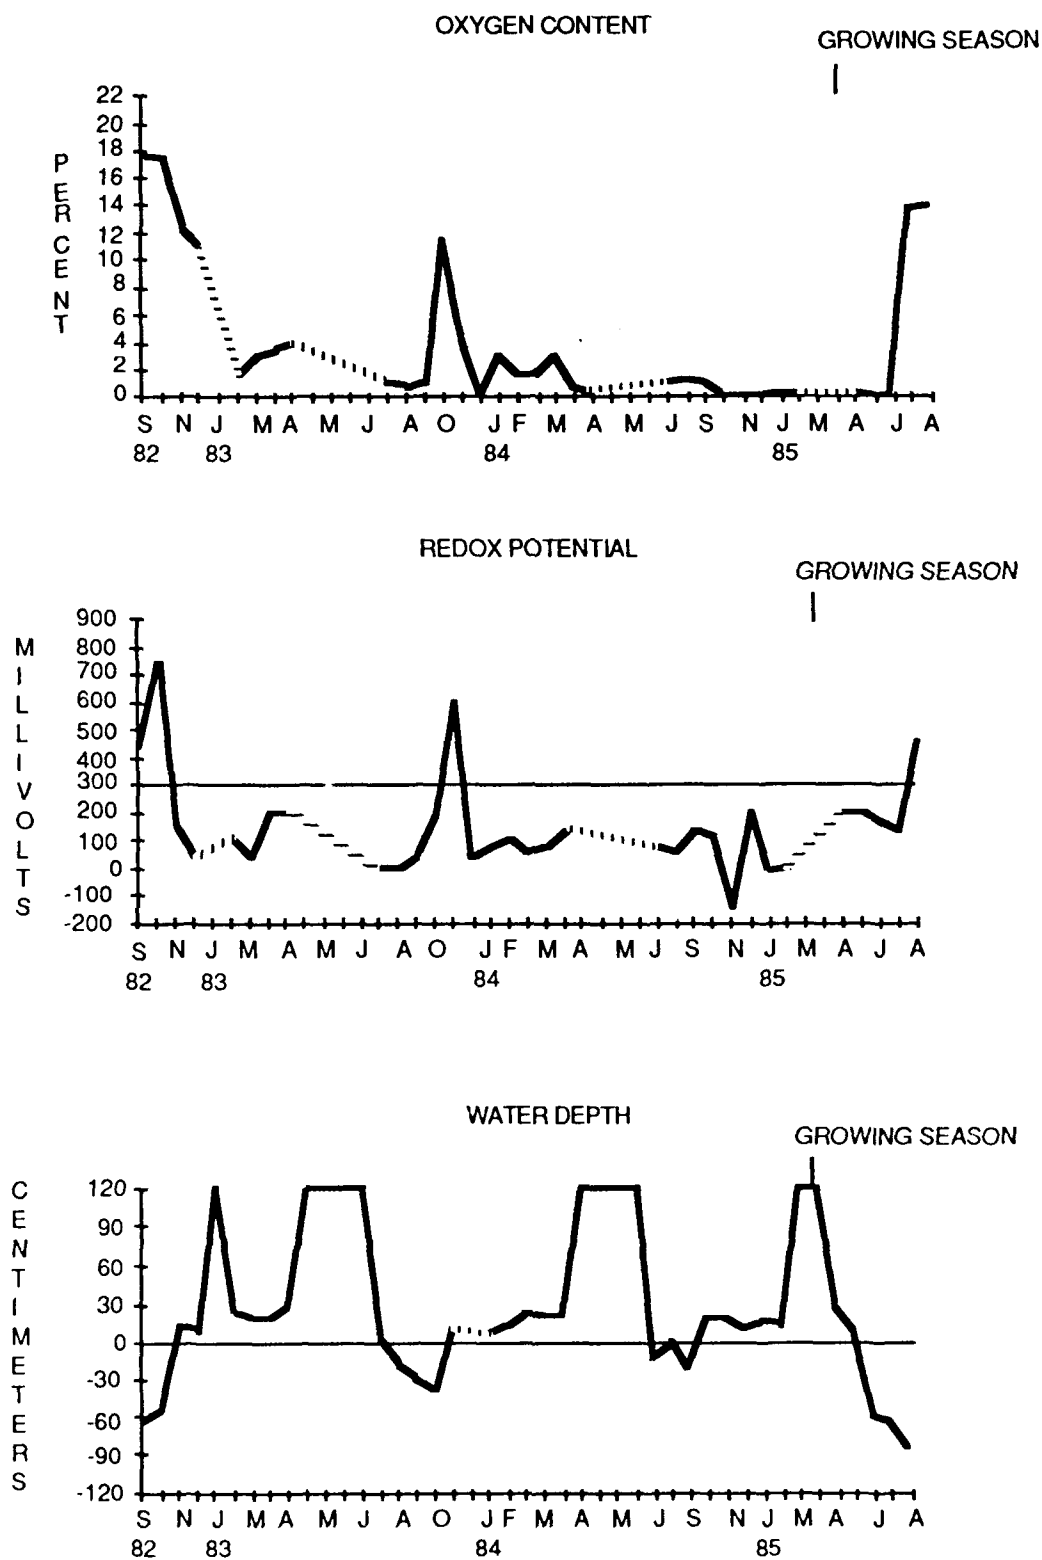 OXYGEN CONTENT
GROWING SEASON
PERCENT
22
20
18
16
14
12
10
8
6
4
2
0
S N J M A M J A O J F M A M J S N J M A J A
82 83 84 85
REDOX POTENTIAL
GROWING SEASON
MILLIVOLTS
900
800
700
600
500
400
300
200
100
0
-100
-200
S N J M A M J A O J F M A M J S N J M A J A
82 83 84 85
WATER DEPTH
GROWING SEASON
CENTIMETERS
120
90
60
30
0
-30
-60
-90
-120
S N J M A M J A O J F M A M J S N J M A J A
82 83 84 85